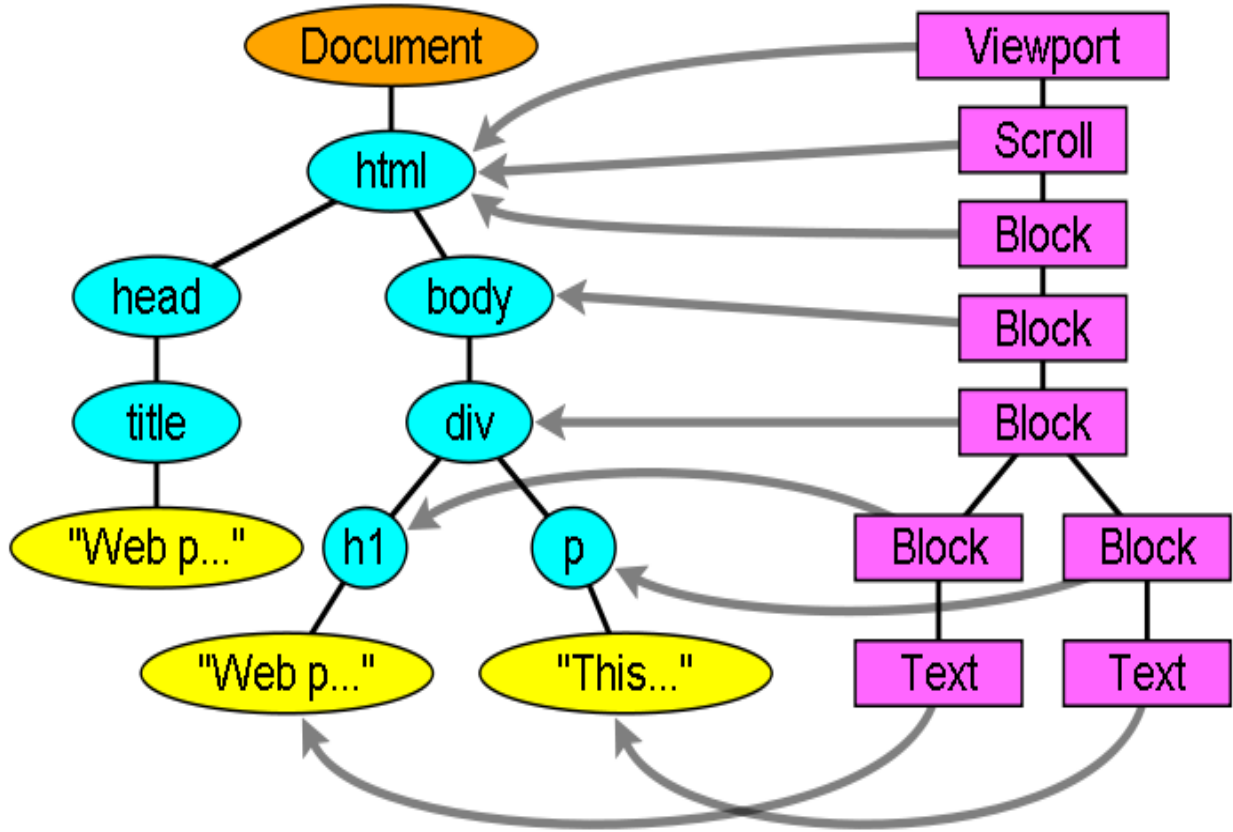 Document
Viewport
html
Scroll
Block
head
body
Block
title
div
Block
"Web p..."
h1
p
Block
Block
"Web p..."
"This..."
Text
Text